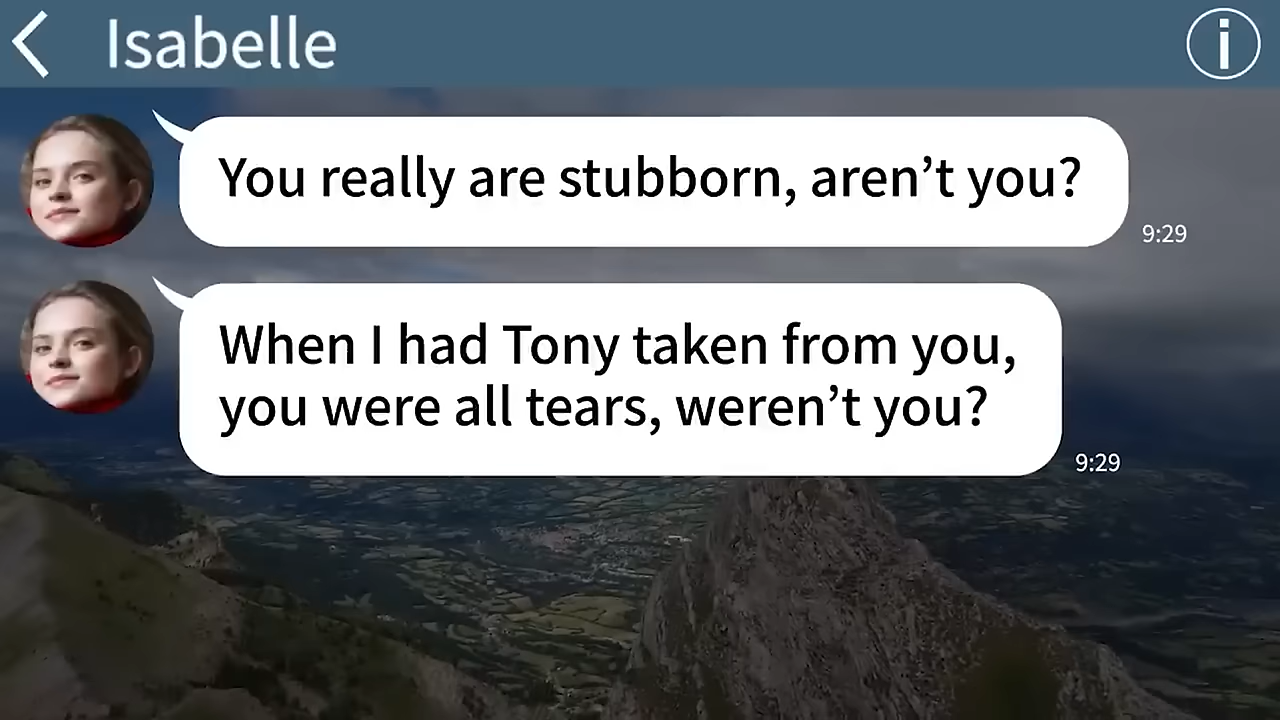 Isabelle
You really are stubborn, aren’t you?
9:29
When I had Tony taken from you,
you were all tears, weren’t you?
9:29